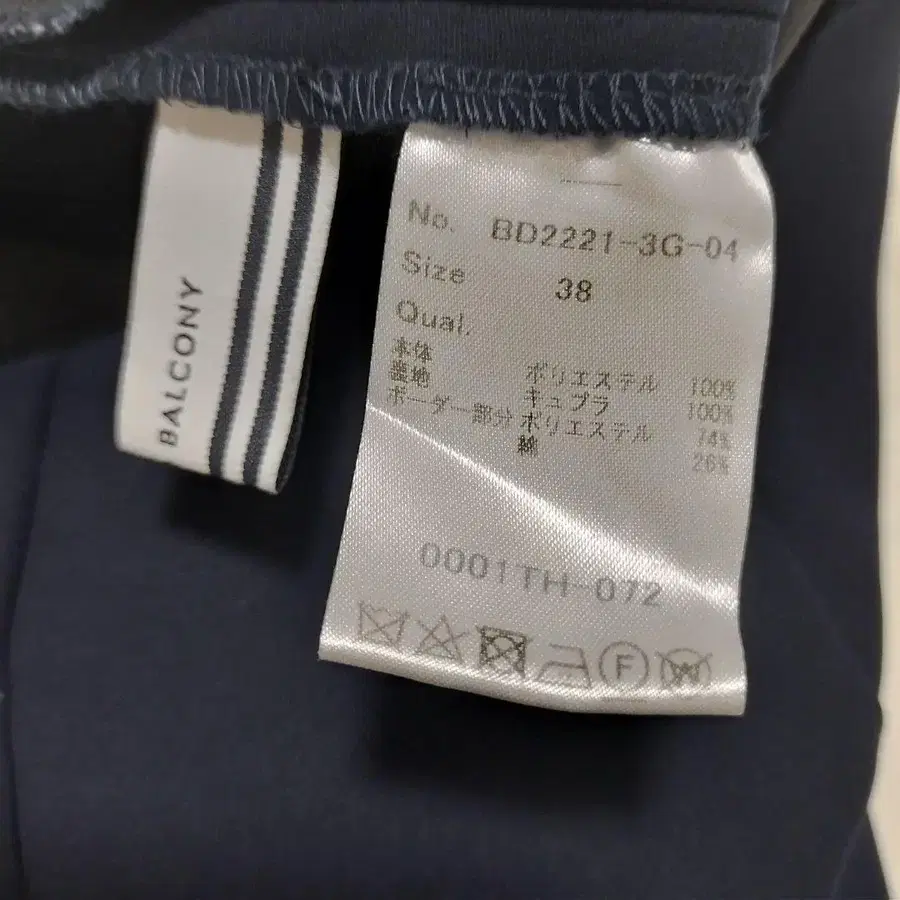 BALCONY
No. BD2221-3G-04
Size 38
Qual.
本体 ポリエステル 100%
裏地 キュプラ 100%
ボーダー部分 ポリエステル 74%
綿 26%
0001TH-072
F
W